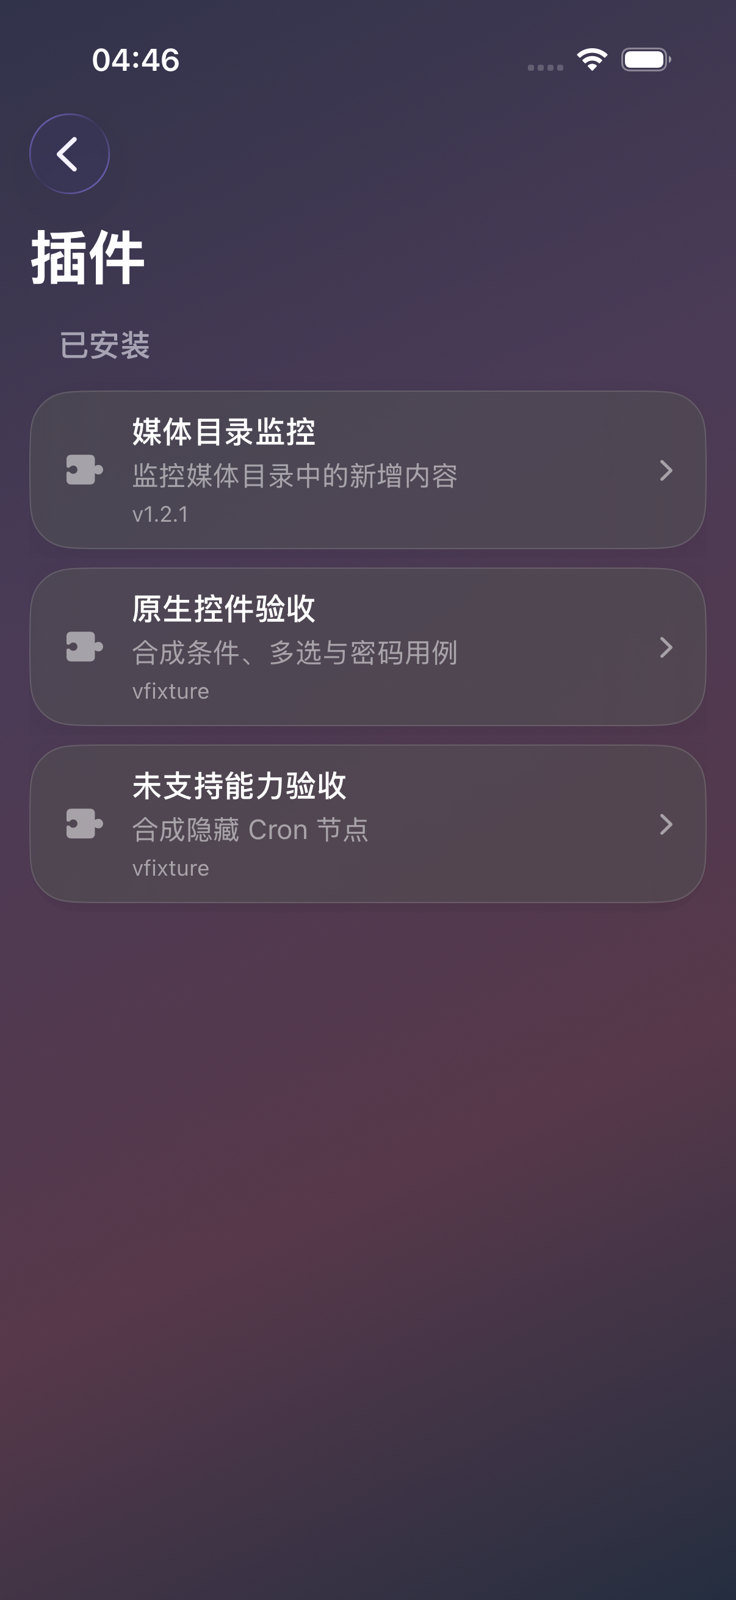 04:46
插件
已安装
媒体目录监控
监控媒体目录中的新增内容
v1.2.1
原生控件验收
合成条件、多选与密码用例
vfixture
未支持能力验收
合成隐藏 Cron 节点
vfixture